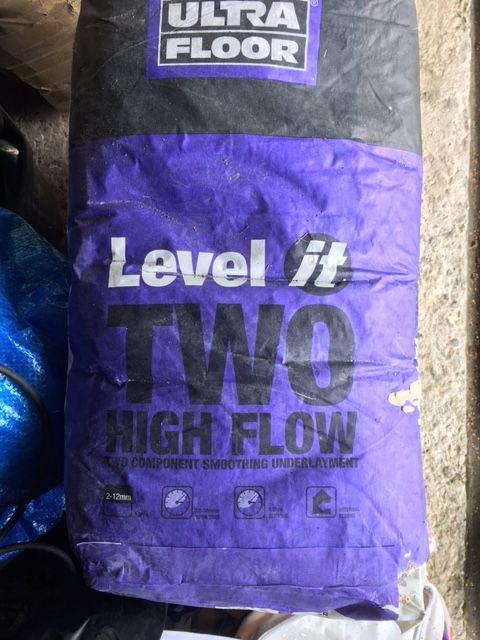 ULTRA
FLOOR
Level it
TWO
HIGH FLOW
TWO COMPONENT SMOOTHING UNDERLAYMENT
2-12mm